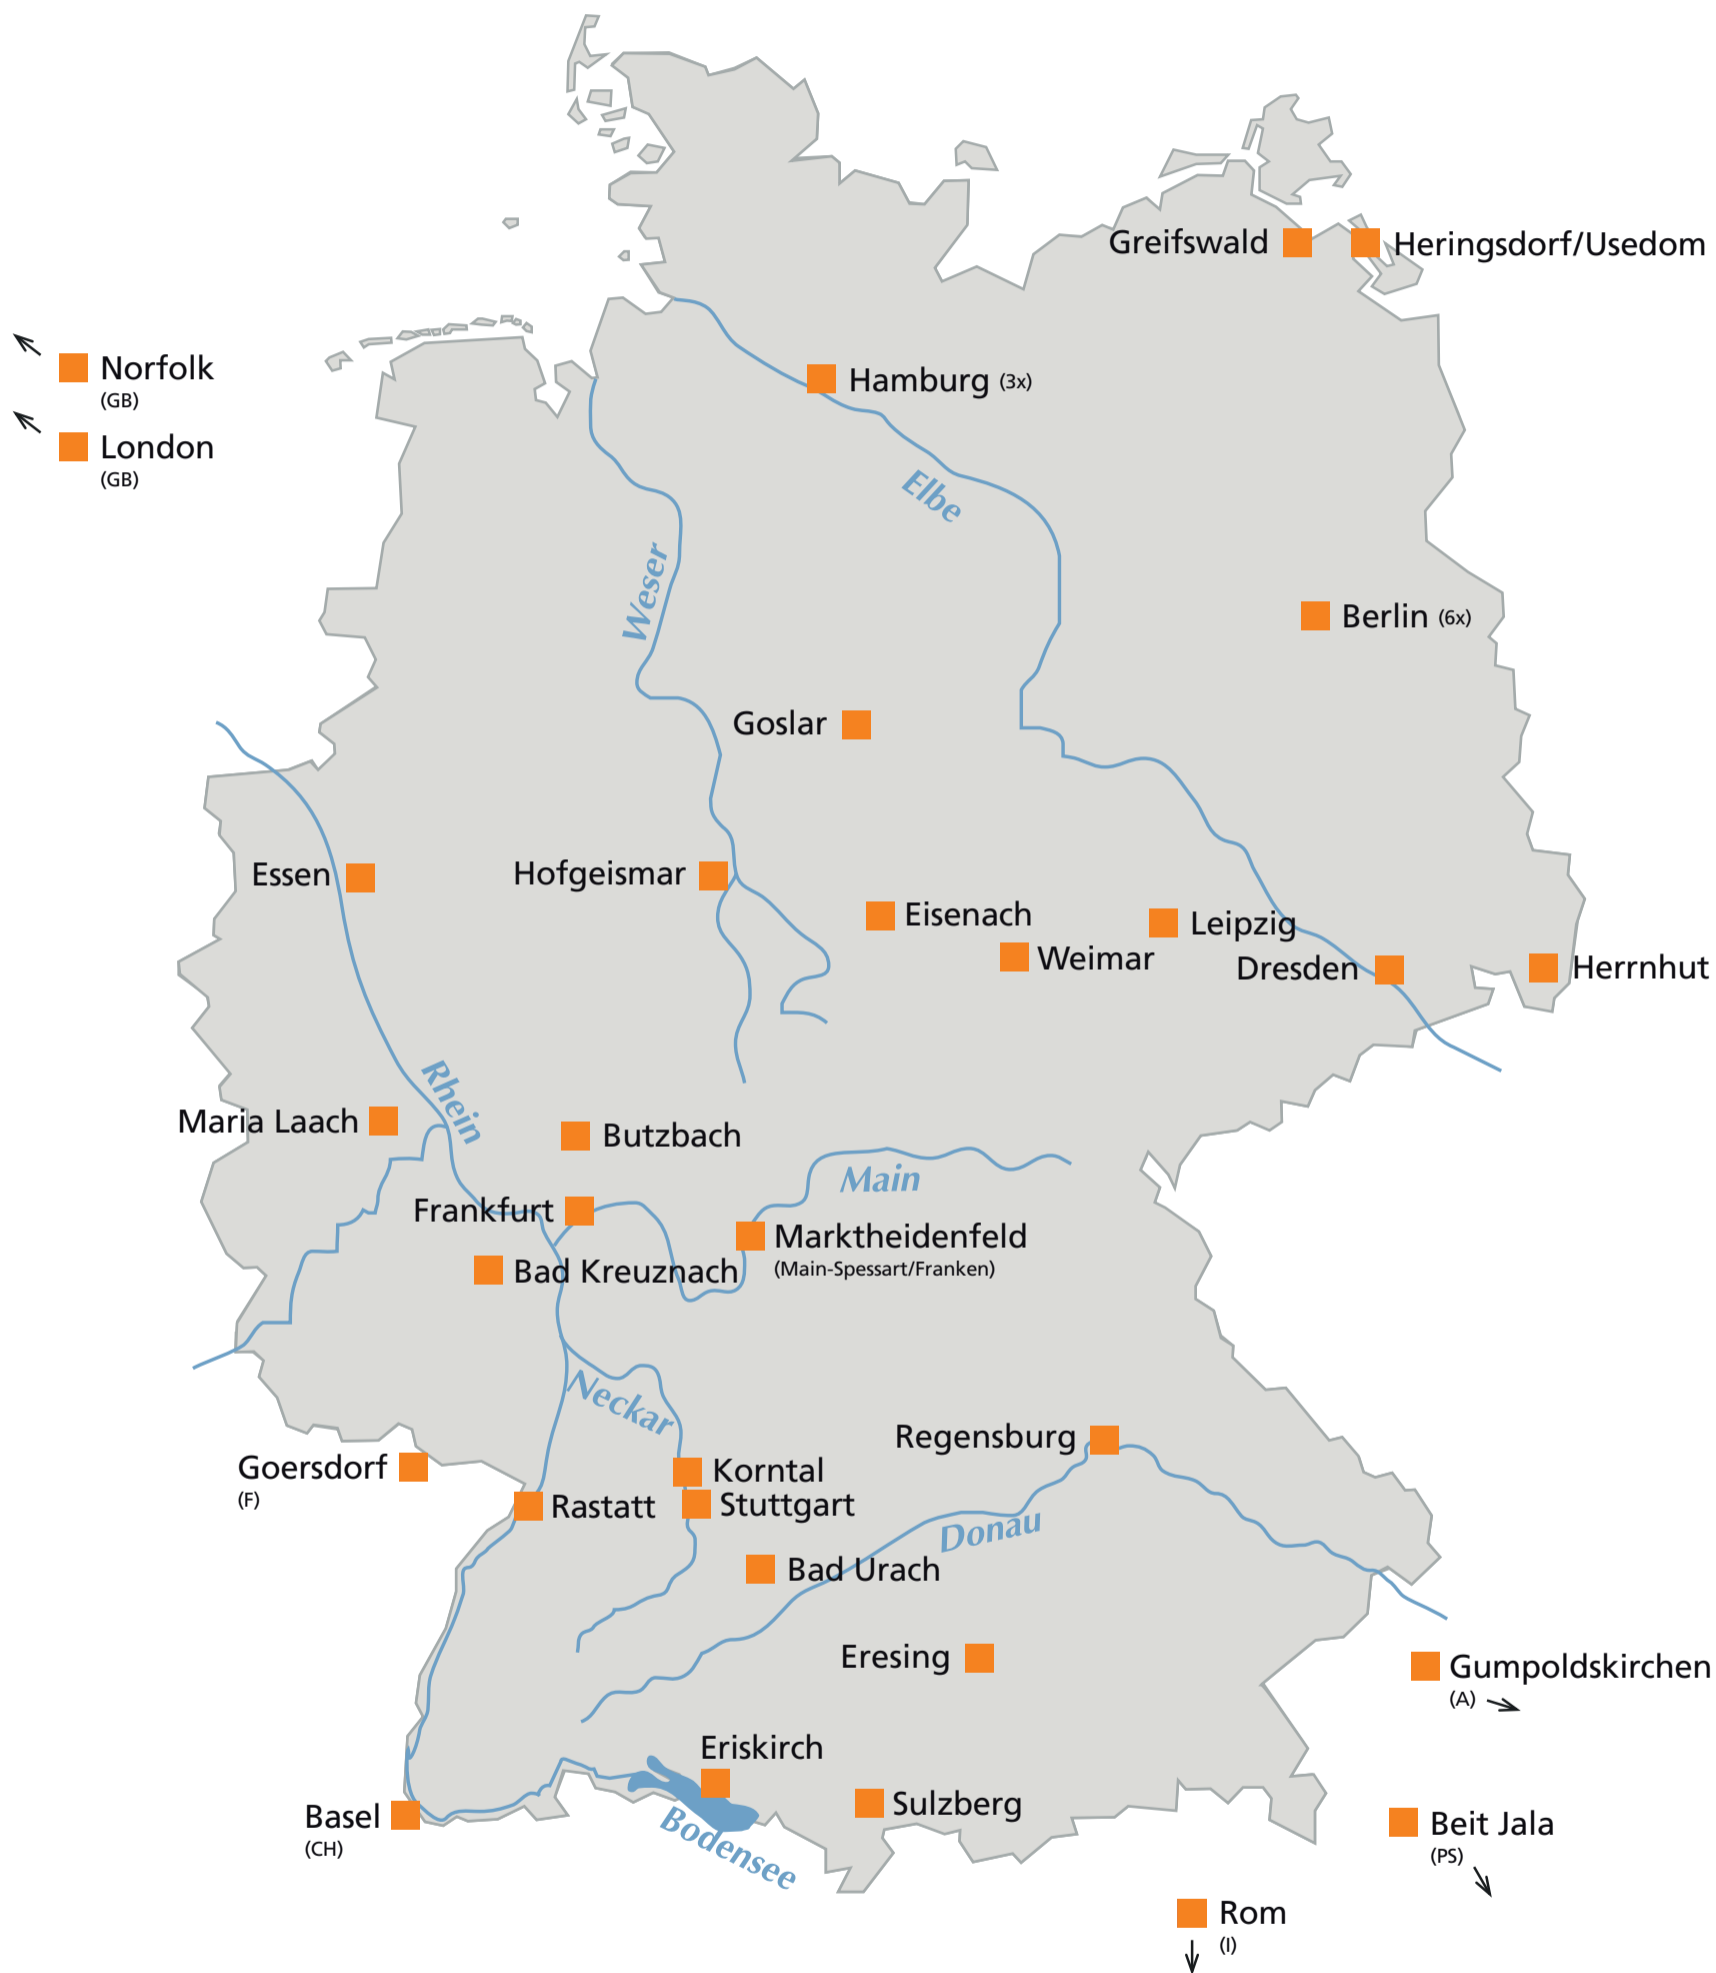 Greifswald
Heringsdorf/Usedom
Norfolk
(GB)
Hamburg (3x)
London
(GB)
Elbe
Weser
Berlin (6x)
Goslar
Essen
Hofgeismar
Eisenach
Leipzig
Weimar
Dresden
Herrnhut
Rhein
Maria Laach
Butzbach
Main
Frankfurt
Marktheidenfeld
(Main-Spessart/Franken)
Bad Kreuznach
Neckar
Regensburg
Goersdorf
(F)
Korntal
Rastatt
Stuttgart
Donau
Bad Urach
Eresing
Gumpoldskirchen
(A)
Eriskirch
Sulzberg
Basel
(CH)
Bodensee
Beit Jala
(PS)
Rom
(I)